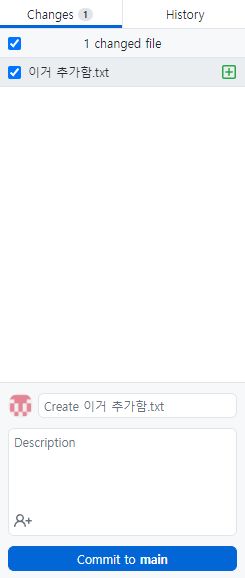 Changes 1 History
1 changed file
이거 추가함.txt
Create 이거 추가함.txt
Description
Commit to main